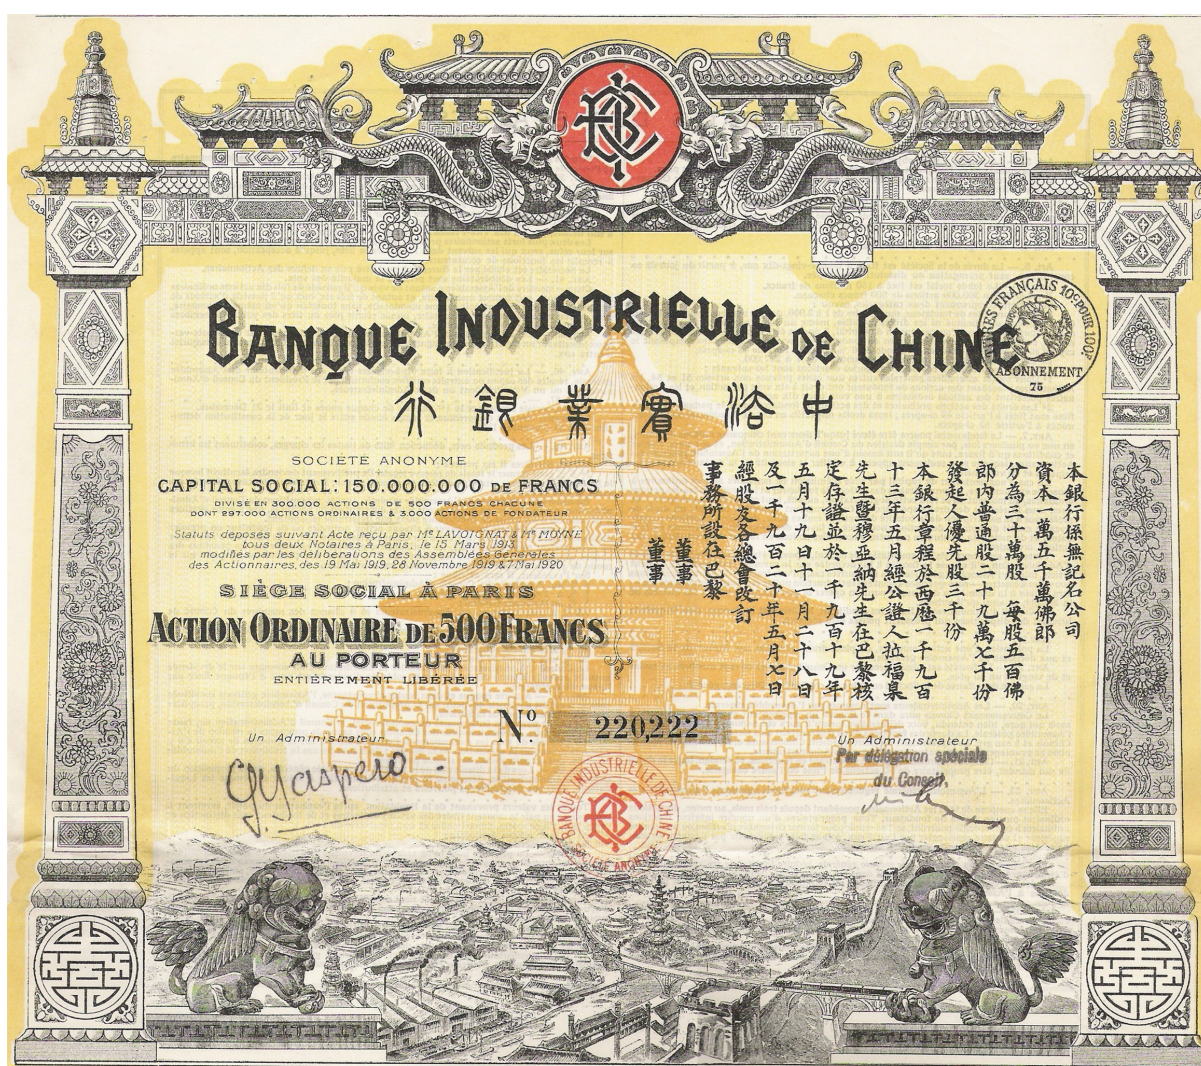 BANQUE INDUSTRIELLE DE CHINE
中法實業銀行
FRANÇAIS 10c POUR 100F
ABONNEMENT
75
SOCIÉTÉ ANONYME
CAPITAL SOCIAL: 150.000.000 DE FRANCS
DIVISÉ EN 300.000 ACTIONS DE 500 FRANCS CHACUNE
DONT 297.000 ACTIONS ORDINAIRES & 3.000 ACTIONS DE FONDATEUR
Statuts déposés suivant Acte reçu par Mᵉ LAVOIGNAT & Mᵉ MOYNE
tous deux Notaires à Paris, le 15 Mars 1913
modifiés par les délibérations des Assemblées Générales
des Actionnaires, des 19 Mai 1919, 28 Novembre 1919 & 7 Mai 1920
SIÈGE SOCIAL À PARIS
ACTION ORDINAIRE DE 500 FRANCS
AU PORTEUR
ENTIÈREMENT LIBÉRÉE
本銀行係無記名公司
資本一萬五千萬佛郎
分為三十萬股 每股五百佛
郎內普通股二十九萬七千份
發起人優先股三千份
本銀行章程於西歷一千九百
十三年五月經公證人拉福臬
先生暨穆亞納先生在巴黎核
定存證並於一千九百十九年
五月十九日十一月二十八日
及一千九百二十年五月七日
經股友各總會改訂
事務所設在巴黎
董事
董事
Nº 220,222
Un Administrateur
Un Administrateur
Par délégation spéciale
du Conseil,
BANQUE INDUSTRIELLE DE CHINE
SOCIÉTÉ ANONYME